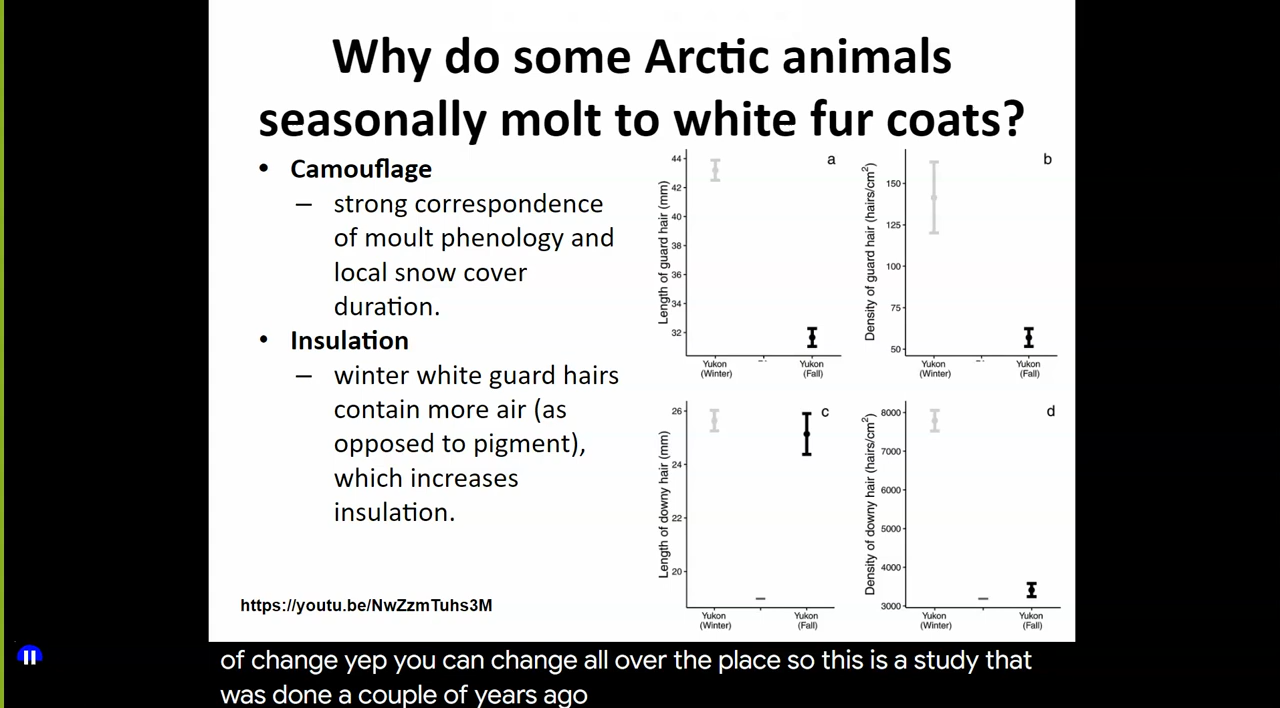 Why do some Arctic animals
seasonally molt to white fur coats?
• Camouflage
– strong correspondence
of moult phenology and
local snow cover
duration.
• Insulation
– winter white guard hairs
contain more air (as
opposed to pigment),
which increases
insulation.
https://youtu.be/NwZzmTuhs3M
a
Length of guard hair (mm)
44
42
40
38
36
34
32
Yukon
(Winter)
Yukon
(Fall)
b
Density of guard hair (hairs/cm²)
150
125
100
75
50
Yukon
(Winter)
Yukon
(Fall)
c
Length of downy hair (mm)
26
24
22
20
Yukon
(Winter)
Yukon
(Fall)
d
Density of downy hair (hairs/cm²)
8000
7000
6000
5000
4000
3000
Yukon
(Winter)
Yukon
(Fall)
of change yep you can change all over the place so this is a study that
was done a couple of years ago